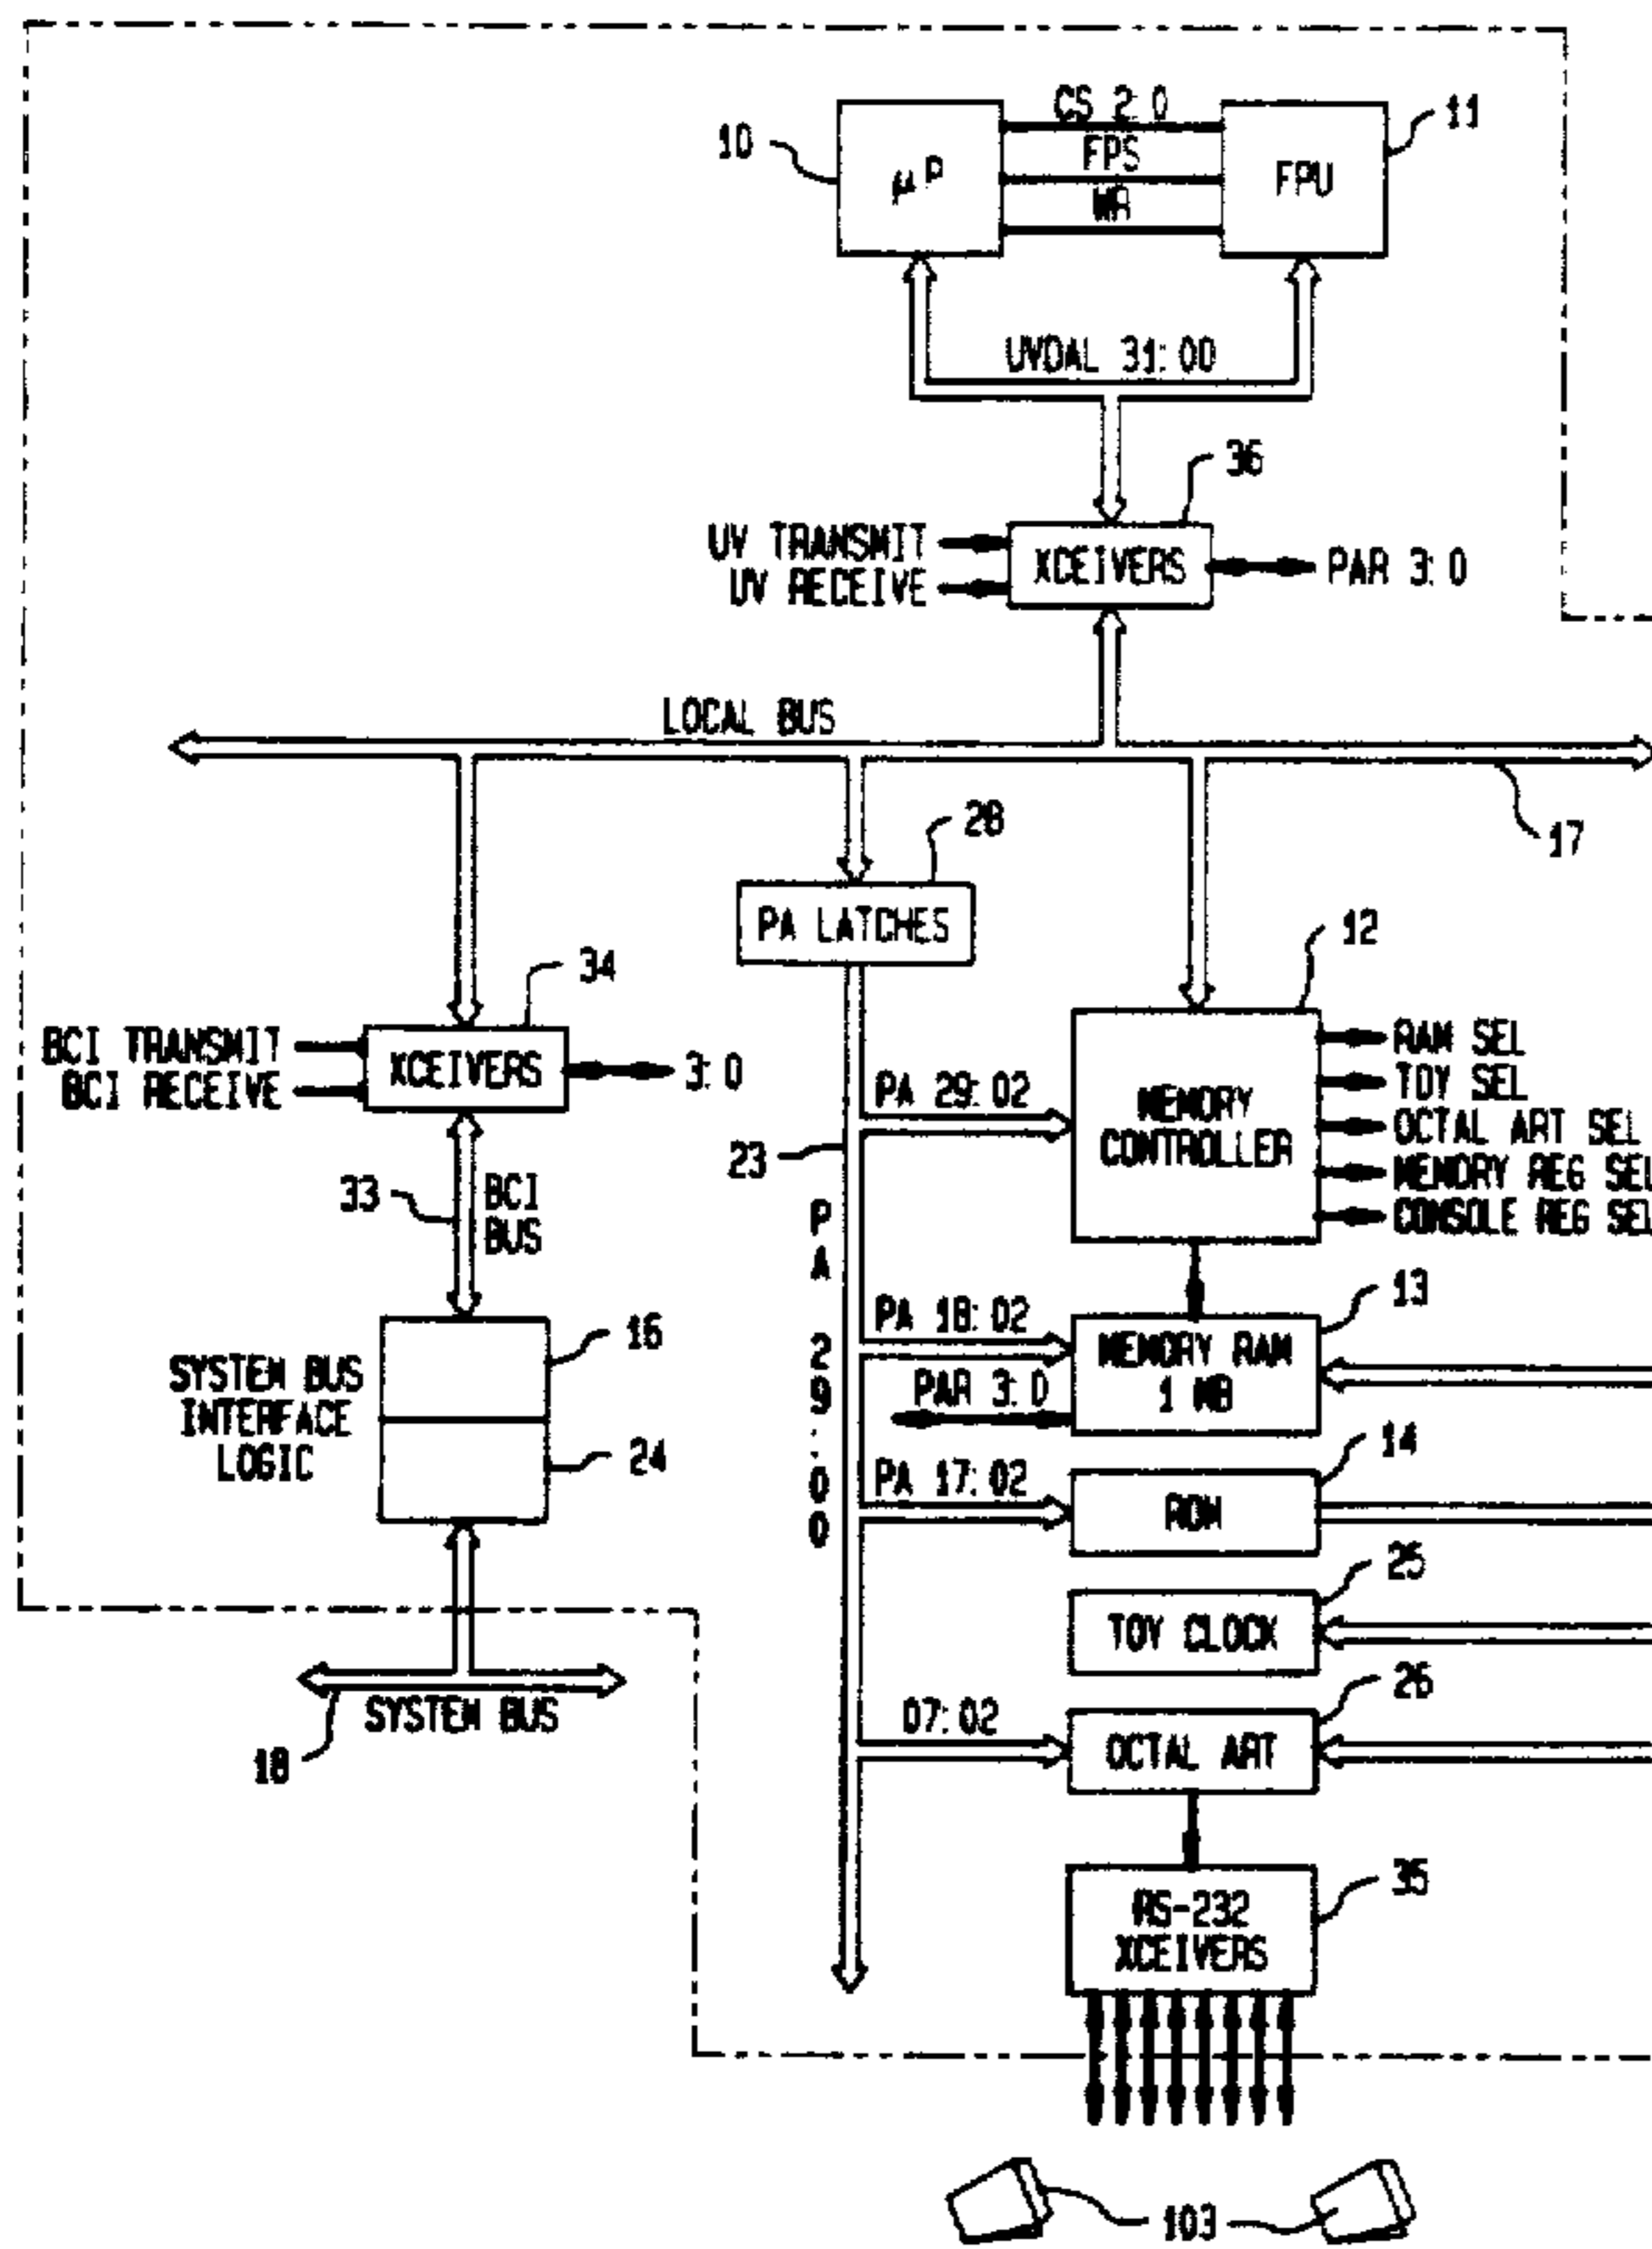 CS 2:0
10
11
µP
FPS
FPU
WR
UVDAL 31:00
36
UV TRANSMIT
XCEIVERS
PAR 3:0
UV RECEIVE
LOCAL BUS
28
17
PA LATCHES
12
34
BCI TRANSMIT
XCEIVERS
3:0
BCI RECEIVE
RAM SEL
TOY SEL
PA 29:02
MEMORY
CONTROLLER
OCTAL ART SEL
MEMORY REG SEL
CONSOLE REG SEL
23
33
BCI
BUS
PA 29:00
13
16
PA 18:02
MEMORY RAM
1 MB
SYSTEM BUS
INTERFACE
LOGIC
PAR 3:0
24
14
PA 17:02
ROM
25
TOY CLOCK
26
SYSTEM BUS
18
07:02
OCTAL ART
35
RS-232
XCEIVERS
103